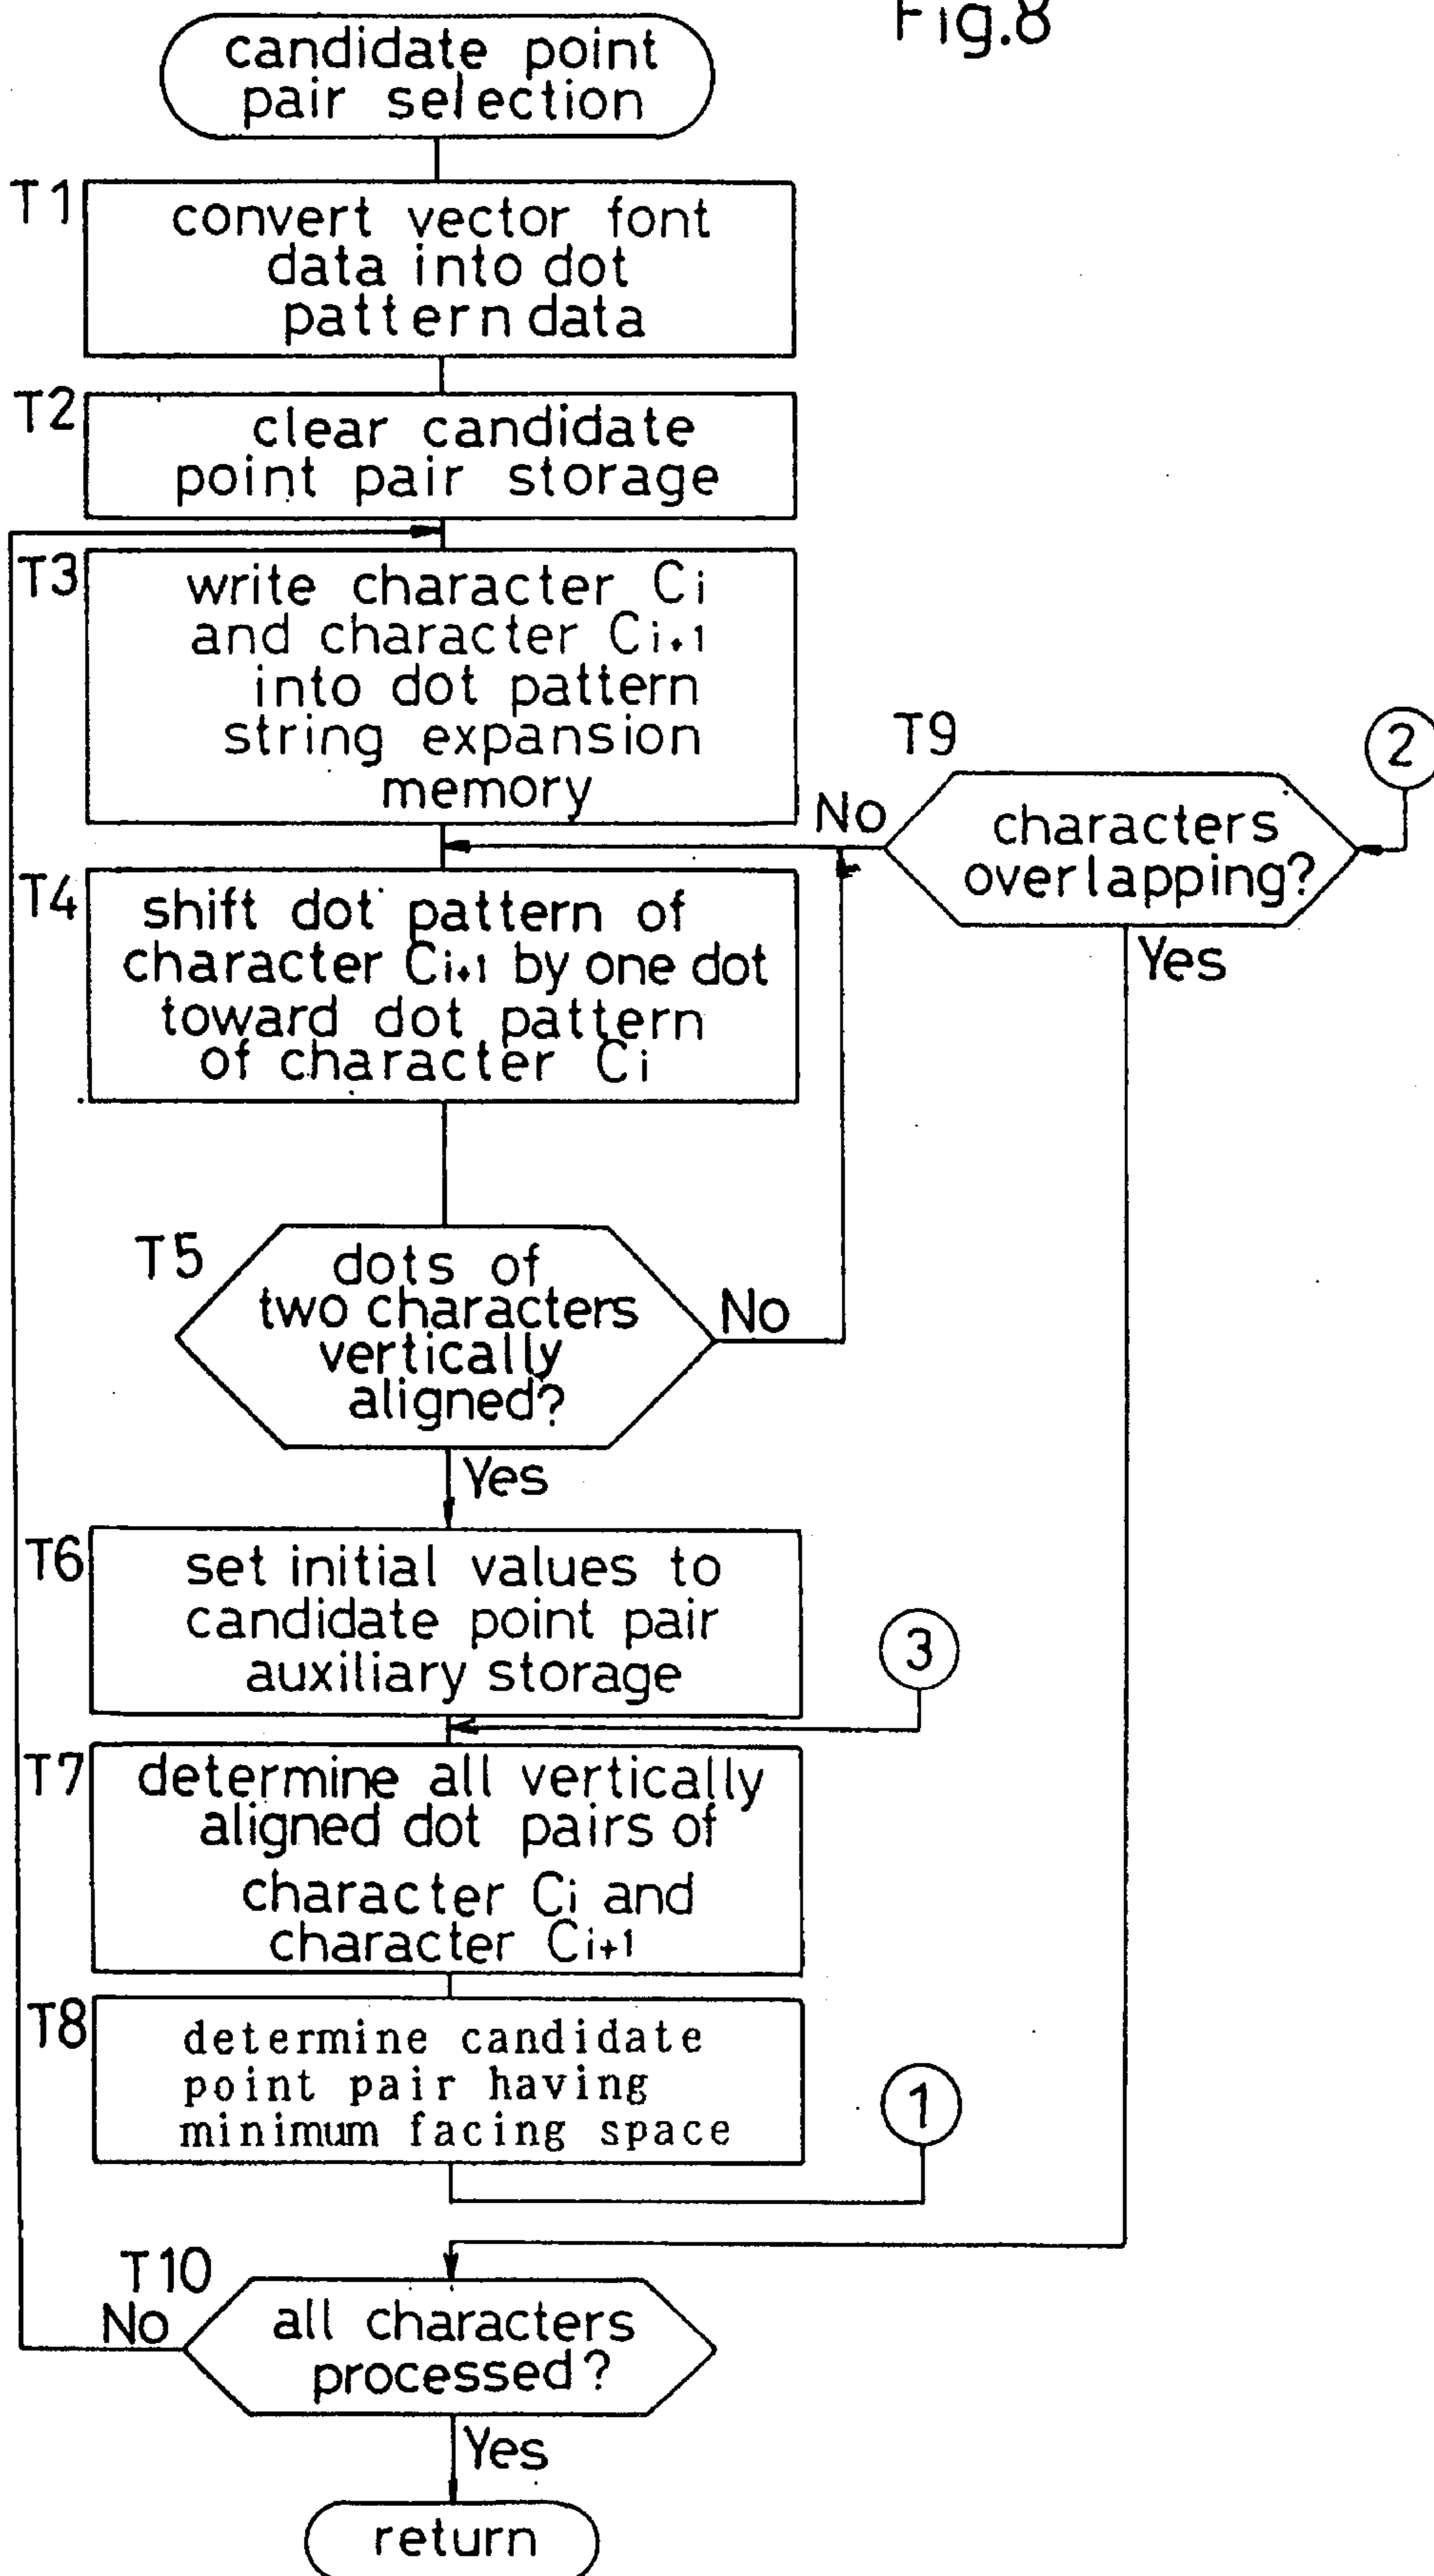 Fig.8
candidate point
pair selection
T1
convert vector font
data into dot
pattern data
T2
clear candidate
point pair storage
T3
write character Ci
and character Ci+1
into dot pattern
string expansion
memory
T9
2
No
characters
overlapping?
Yes
T4
shift dot pattern of
character Ci+1 by one dot
toward dot pattern
of character Ci
T5
dots of
two characters
vertically
aligned?
No
Yes
T6
set initial values to
candidate point pair
auxiliary storage
3
T7
determine all vertically
aligned dot pairs of
character Ci and
character Ci+1
T8
determine candidate
point pair having
minimum facing space
1
T10
No
all characters
processed?
Yes
return